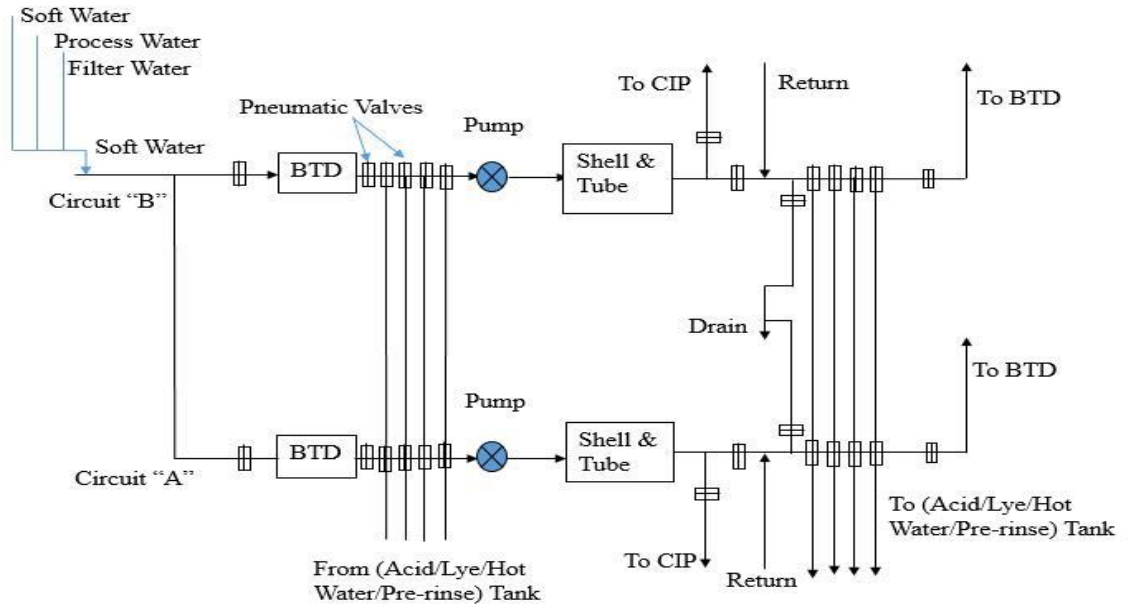 Soft Water
Process Water
Filter Water
Soft Water
Circuit “B”
Pneumatic Valves
BTD
Pump
Shell &
Tube
To CIP
Return
To BTD
Drain
Circuit “A”
BTD
Pump
Shell &
Tube
To BTD
From (Acid/Lye/Hot
Water/Pre-rinse) Tank
To CIP
Return
To (Acid/Lye/Hot
Water/Pre-rinse) Tank